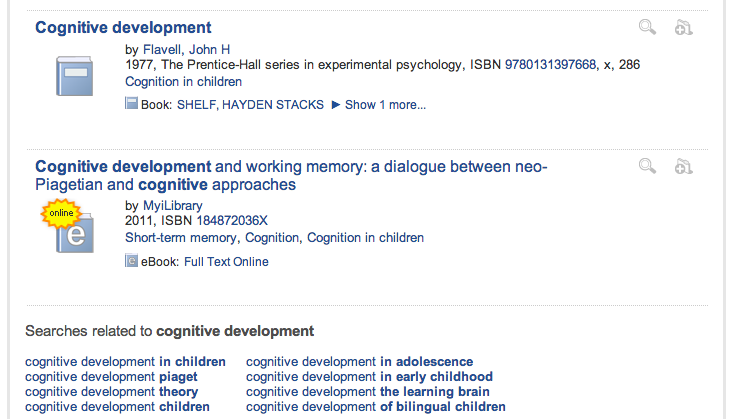 Cognitive development
by Flavell, John H
1977, The Prentice-Hall series in experimental psychology, ISBN 9780131397668, x, 286
Cognition in children
Book: SHELF, HAYDEN STACKS ► Show 1 more...
Cognitive development and working memory: a dialogue between neo-
Piagetian and cognitive approaches
online
e
by MyiLibrary
2011, ISBN 184872036X
Short-term memory, Cognition, Cognition in children
e eBook: Full Text Online
Searches related to cognitive development
cognitive development in children
cognitive development piaget
cognitive development theory
cognitive development children
cognitive development in adolescence
cognitive development in early childhood
cognitive development the learning brain
cognitive development of bilingual children